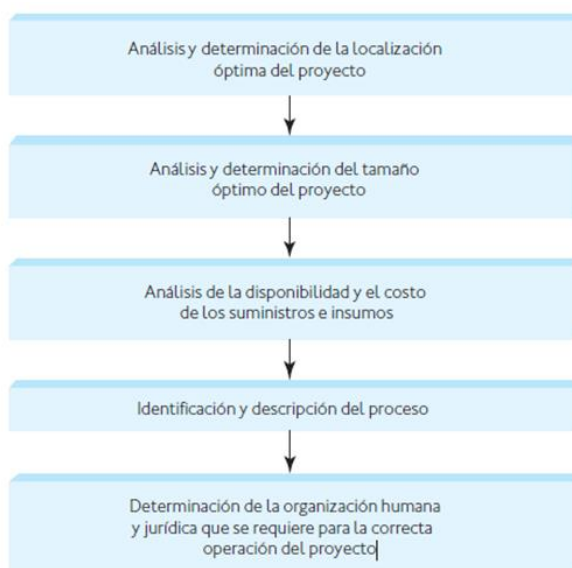 Análisis y determinación de la localización
óptima del proyecto
Análisis y determinación del tamaño
óptimo del proyecto
Análisis de la disponibilidad y el costo
de los suministros e insumos
Identificación y descripción del proceso
Determinación de la organización humana
y jurídica que se requiere para la correcta
operación del proyecto